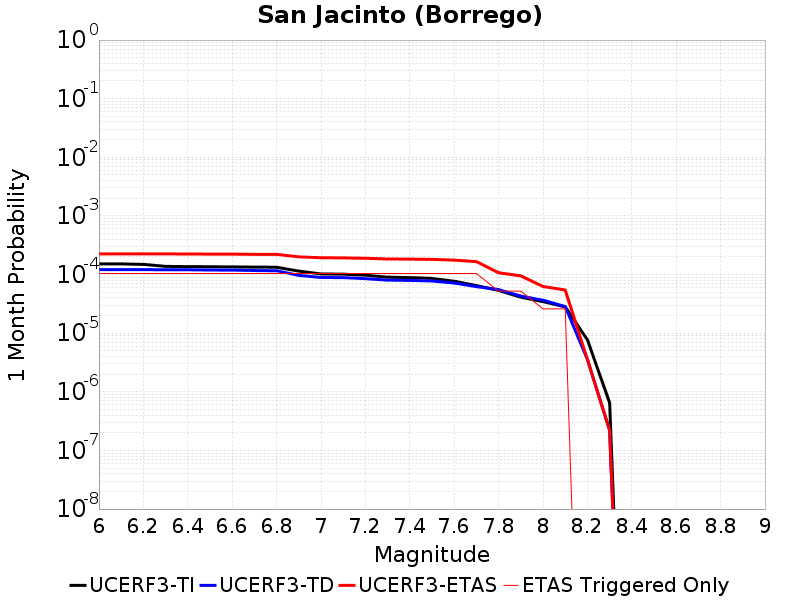 San Jacinto (Borrego)
1 Month Probability
10^0
10^-1
10^-2
10^-3
10^-4
10^-5
10^-6
10^-7
10^-8
6 6.2 6.4 6.6 6.8 7 7.2 7.4 7.6 7.8 8 8.2 8.4 8.6 8.8 9
Magnitude
UCERF3-TI UCERF3-TD UCERF3-ETAS ETAS Triggered Only